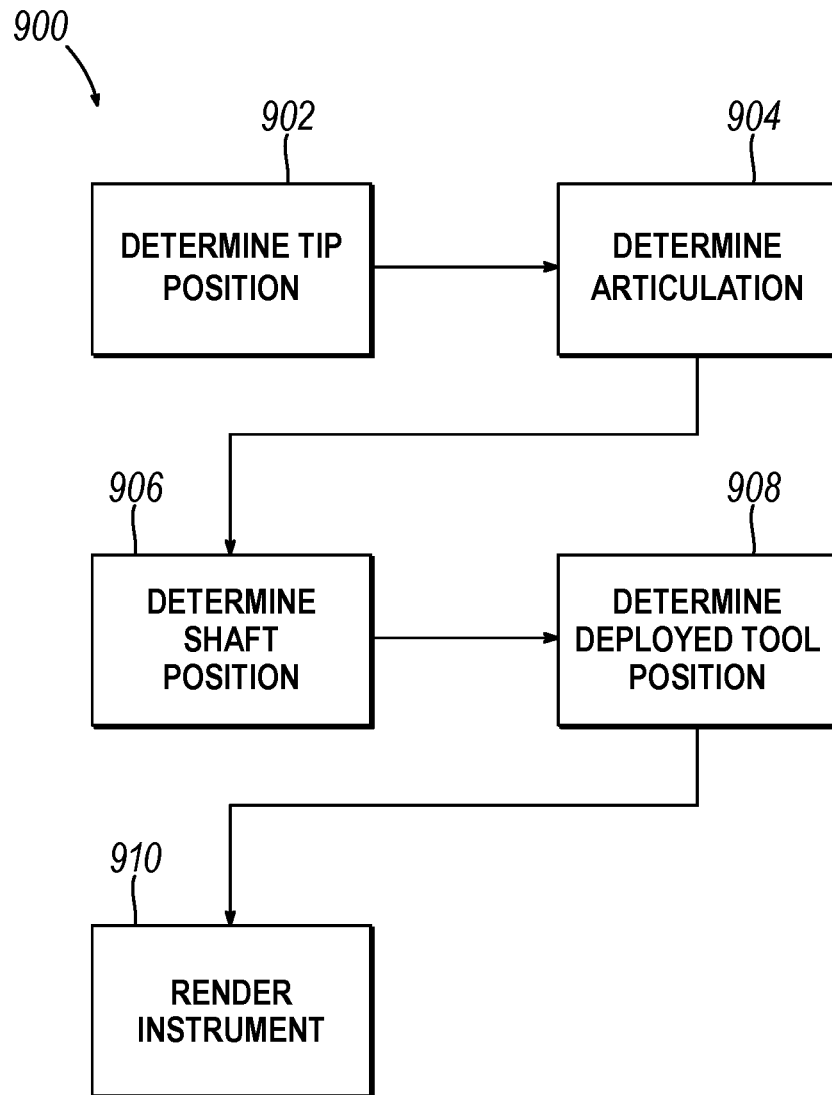 900
902
DETERMINE TIP
POSITION
904
DETERMINE
ARTICULATION
906
DETERMINE
SHAFT
POSITION
908
DETERMINE
DEPLOYED TOOL
POSITION
910
RENDER
INSTRUMENT